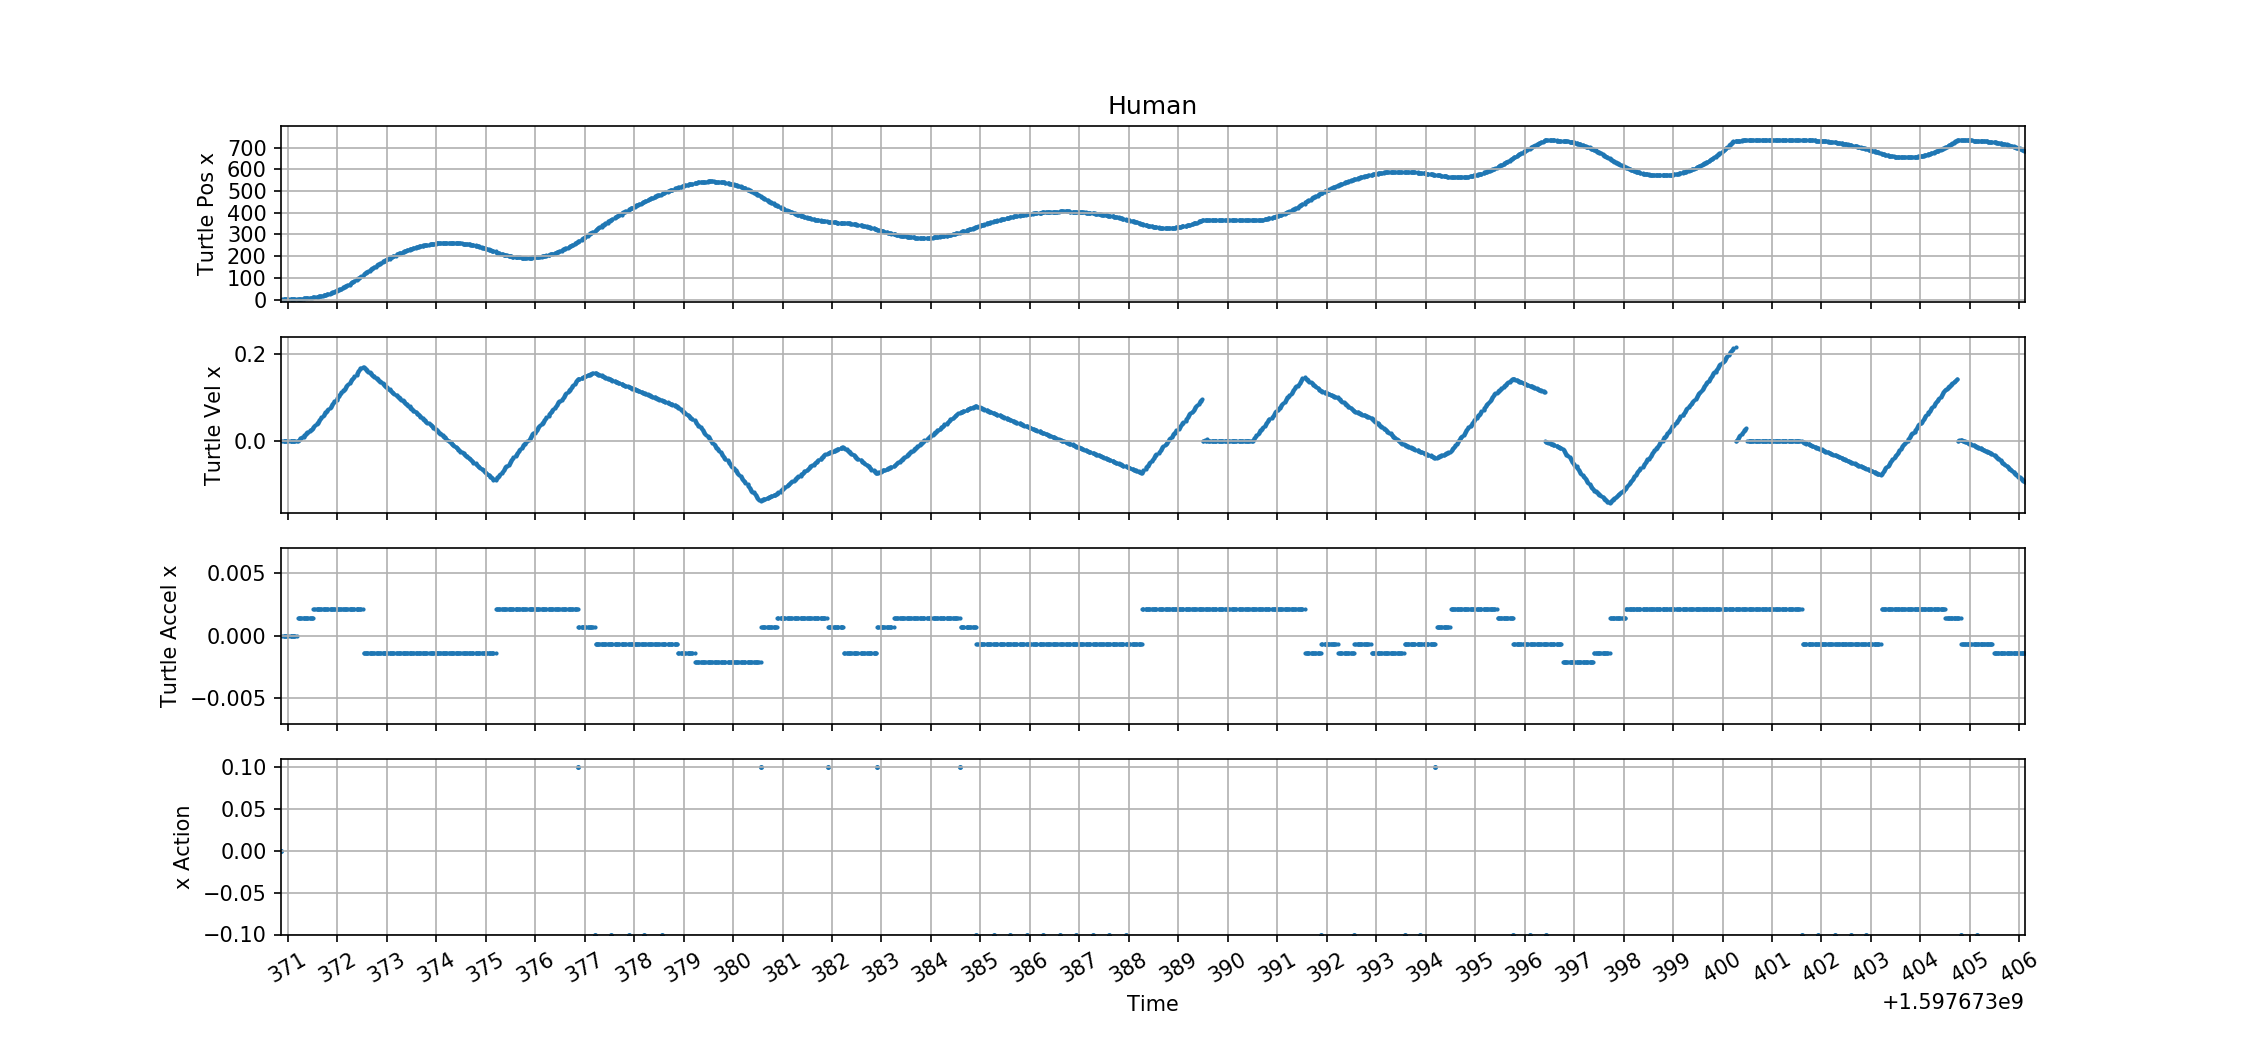 Human
Turtle Pos x
700
600
500
400
300
200
100
0
Turtle Vel x
0.2
0.0
Turtle Accel x
0.005
0.000
−0.005
x Action
0.10
0.05
0.00
−0.05
−0.10
371 372 373 374 375 376 377 378 379 380 381 382 383 384 385 386 387 388 389 390 391 392 393 394 395 396 397 398 399 400 401 402 403 404 405 406
Time
+1.597673e9